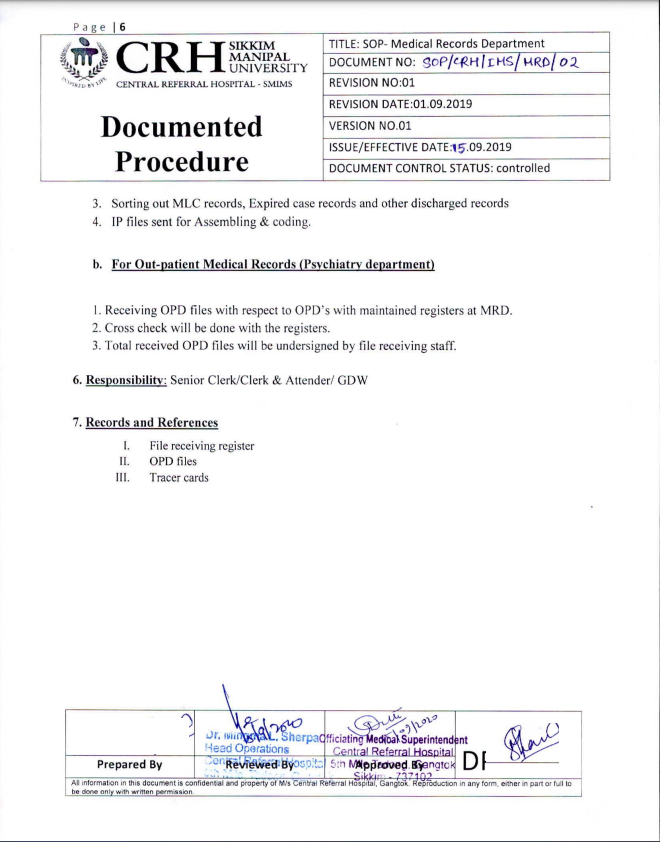 Page | 6
CRH SIKKIM
MANIPAL
UNIVERSITY
CENTRAL REFERRAL HOSPITAL - SMIMS
INSPIRED BY LIFE
Documented
Procedure
TITLE: SOP- Medical Records Department
DOCUMENT NO: SOP/CRH/IHS/MRD/02
REVISION NO:01
REVISION DATE:01.09.2019
VERSION NO.01
ISSUE/EFFECTIVE DATE:15.09.2019
DOCUMENT CONTROL STATUS: controlled
3. Sorting out MLC records, Expired case records and other discharged records
4. IP files sent for Assembling & coding.
b. For Out-patient Medical Records (Psychiatry department)
1. Receiving OPD files with respect to OPD's with maintained registers at MRD.
2. Cross check will be done with the registers.
3. Total received OPD files will be undersigned by file receiving staff.
6. Responsibility: Senior Clerk/Clerk & Attender/ GDW
7. Records and References
I. File receiving register
II. OPD files
III. Tracer cards
Dr. L. Sherpa
Head Operations
Central Referral Hospital
Officiating Medical Superintendent
Central Referral Hospital
5th Mile Gangtok
Sikkim - 737102
Prepared By
Reviewed By
Approved By
All information in this document is confidential and property of M/s Central Referral Hospital, Gangtok. Reproduction in any form, either in part or full to
be done only with written permission.